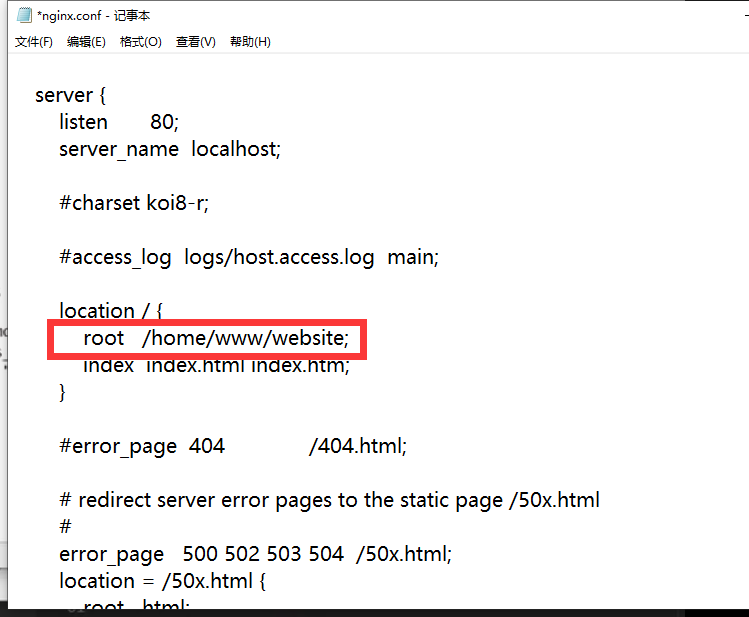 *nginx.conf - 记事本
文件(F) 编辑(E) 格式(O) 查看(V) 帮助(H)
server {
listen 80;
server_name localhost;
#charset koi8-r;
#access_log logs/host.access.log main;
location / {
root /home/www/website;
index index.html index.htm;
}
#error_page 404 /404.html;
# redirect server error pages to the static page /50x.html
#
error_page 500 502 503 504 /50x.html;
location = /50x.html {
root html;